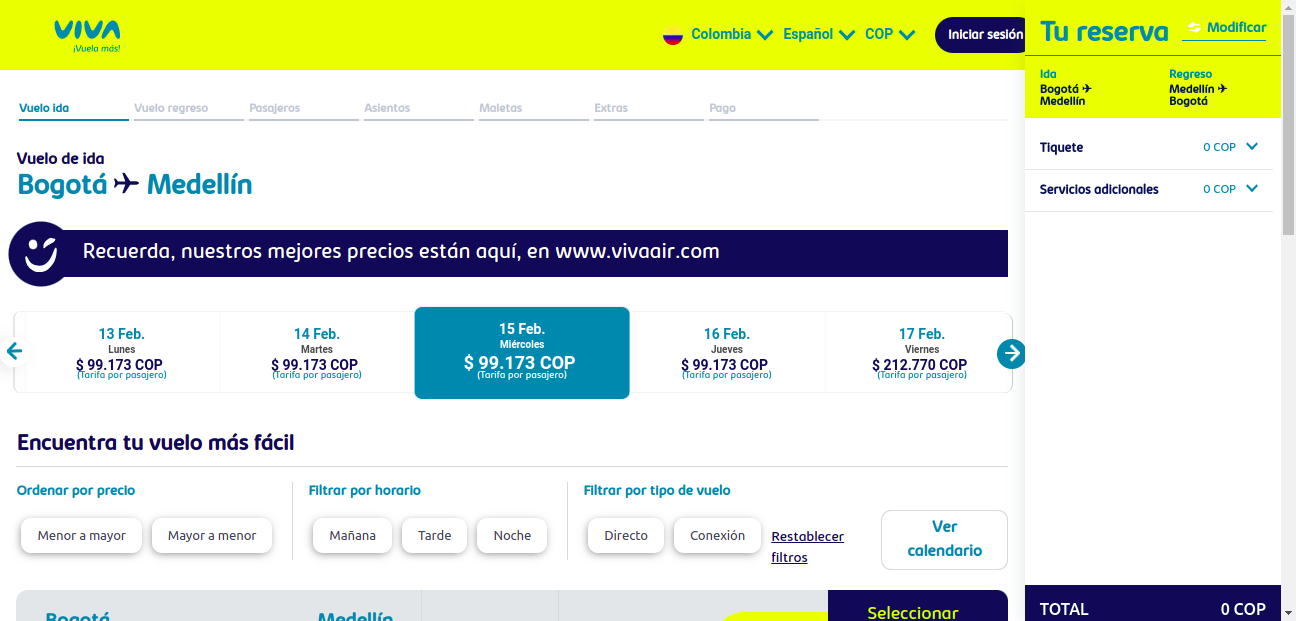 VIVA
¡Vuela más!
Colombia
Español
COP
Iniciar sesión
Tu reserva
Modificar
Ida
Bogotá
Medellín
Regreso
Medellín
Bogotá
Tiquete
0 COP
Servicios adicionales
0 COP
TOTAL
0 COP
Vuelo ida
Vuelo regreso
Pasajeros
Asientos
Maletas
Extras
Pago
Vuelo de ida
Bogotá Medellín
Recuerda, nuestros mejores precios están aquí, en www.vivaair.com
13 Feb.
Lunes
$ 99.173 COP
(Tarifa por pasajero)
14 Feb.
Martes
$ 99.173 COP
(Tarifa por pasajero)
15 Feb.
Miércoles
$ 99.173 COP
(Tarifa por pasajero)
16 Feb.
Jueves
$ 99.173 COP
(Tarifa por pasajero)
17 Feb.
Viernes
$ 212.770 COP
(Tarifa por pasajero)
Encuentra tu vuelo más fácil
Ordenar por precio
Menor a mayor
Mayor a menor
Filtrar por horario
Mañana
Tarde
Noche
Filtrar por tipo de vuelo
Directo
Conexión
Restablecer
filtros
Ver
calendario
Bogotá
Medellín
Seleccionar